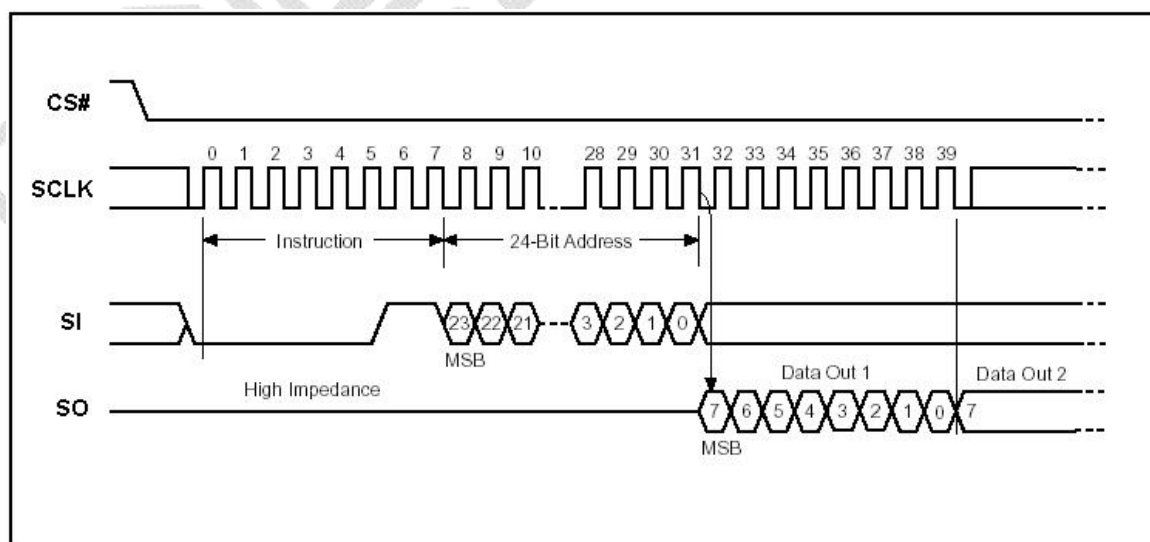 CS#
0 1 2 3 4 5 6 7 8 9 10 28 29 30 31 32 33 34 35 36 37 38 39
SCLK
Instruction 24-Bit Address
SI 23 22 21 3 2 1 0
MSB
High Impedance Data Out 1 Data Out 2
SO 7 6 5 4 3 2 1 0 7
MSB